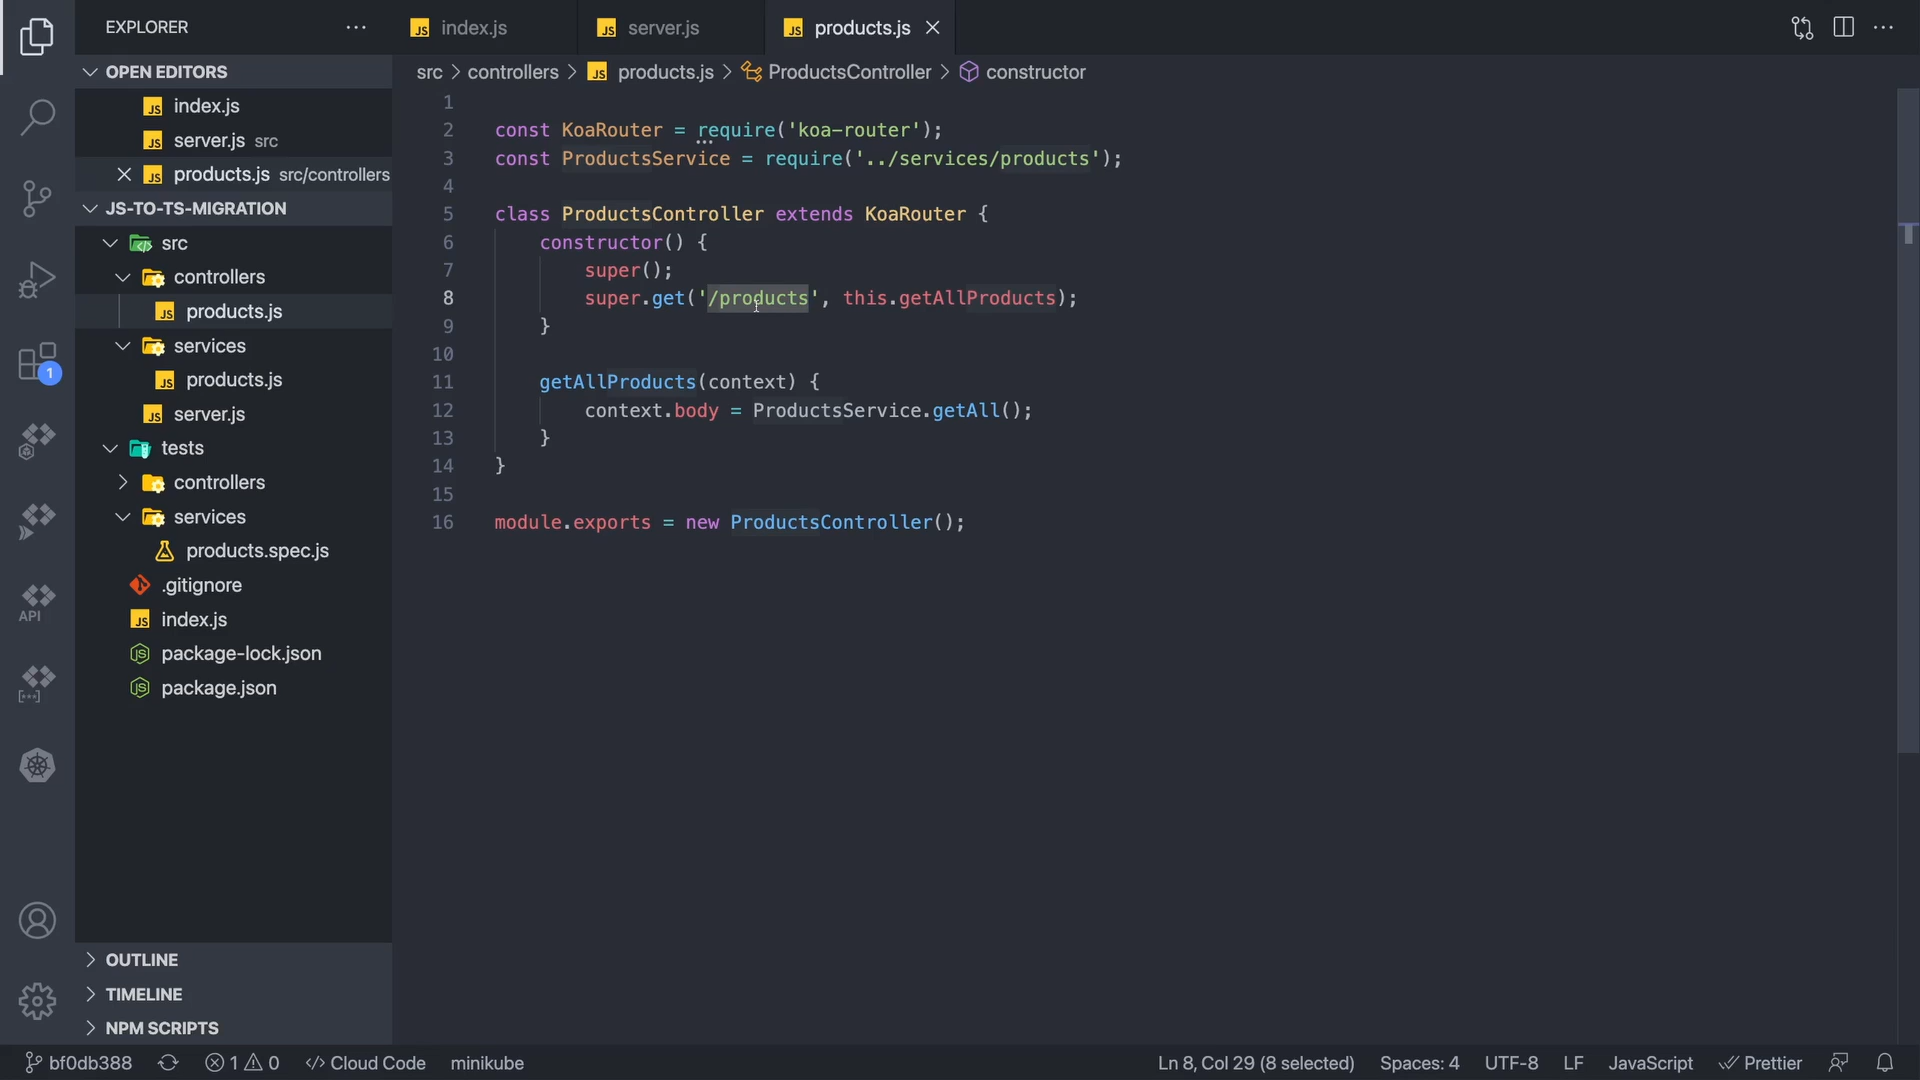 EXPLORER
index.js
server.js
products.js
OPEN EDITORS
index.js
server.js src
products.js src/controllers
JS-TO-TS-MIGRATION
src
controllers
products.js
services
products.js
server.js
tests
controllers
services
products.spec.js
.gitignore
index.js
package-lock.json
package.json
OUTLINE
TIMELINE
NPM SCRIPTS
1
API
src > controllers > JS products.js > ProductsController > constructor
1
2 const KoaRouter = require('koa-router');
3 const ProductsService = require('../services/products');
4
5 class ProductsController extends KoaRouter {
6 constructor() {
7 super();
8 super.get('/products', this.getAllProducts);
9 }
10
11 getAllProducts(context) {
12 context.body = ProductsService.getAll();
13 }
14 }
15
16 module.exports = new ProductsController();
bf0db388 1 0 </> Cloud Code minikube Ln 8, Col 29 (8 selected) Spaces: 4 UTF-8 LF JavaScript Prettier